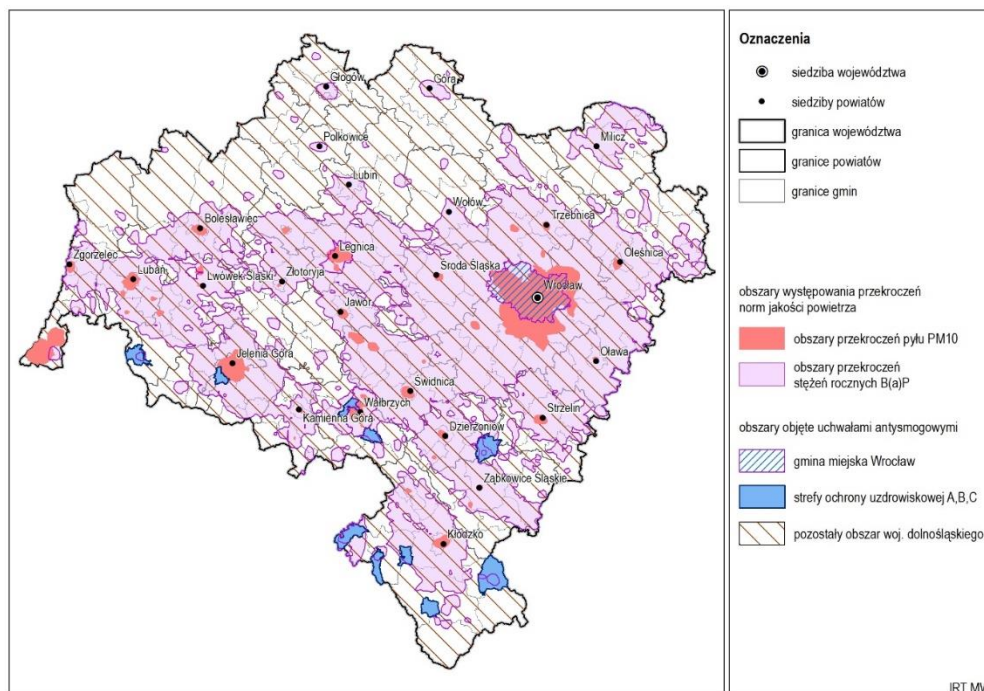 Głogów
Góra
Polkowice
Milicz
Lubin
Wołów
Trzebnica
Bolesławiec
Oleśnica
Legnica
Zgorzelec
Lubań
Lwówek Śląski
Złotoryja
Środa Śląska
Wrocław
Jawor
Jelenia Góra
Oława
Świdnica
Kamienna Góra
Wałbrzych
Strzelin
Dzierżoniów
Ząbkowice Śląskie
Kłodzko
Oznaczenia
siedziba województwa
siedziby powiatów
granica województwa
granice powiatów
granice gmin
obszary występowania przekroczeń
norm jakości powietrza
obszary przekroczeń pyłu PM10
obszary przekroczeń
stężeń rocznych B(a)P
obszary objęte uchwałami antysmogowymi
gmina miejska Wrocław
strefy ochrony uzdrowiskowej A,B,C
pozostały obszar woj. dolnośląskiego
IRT MW